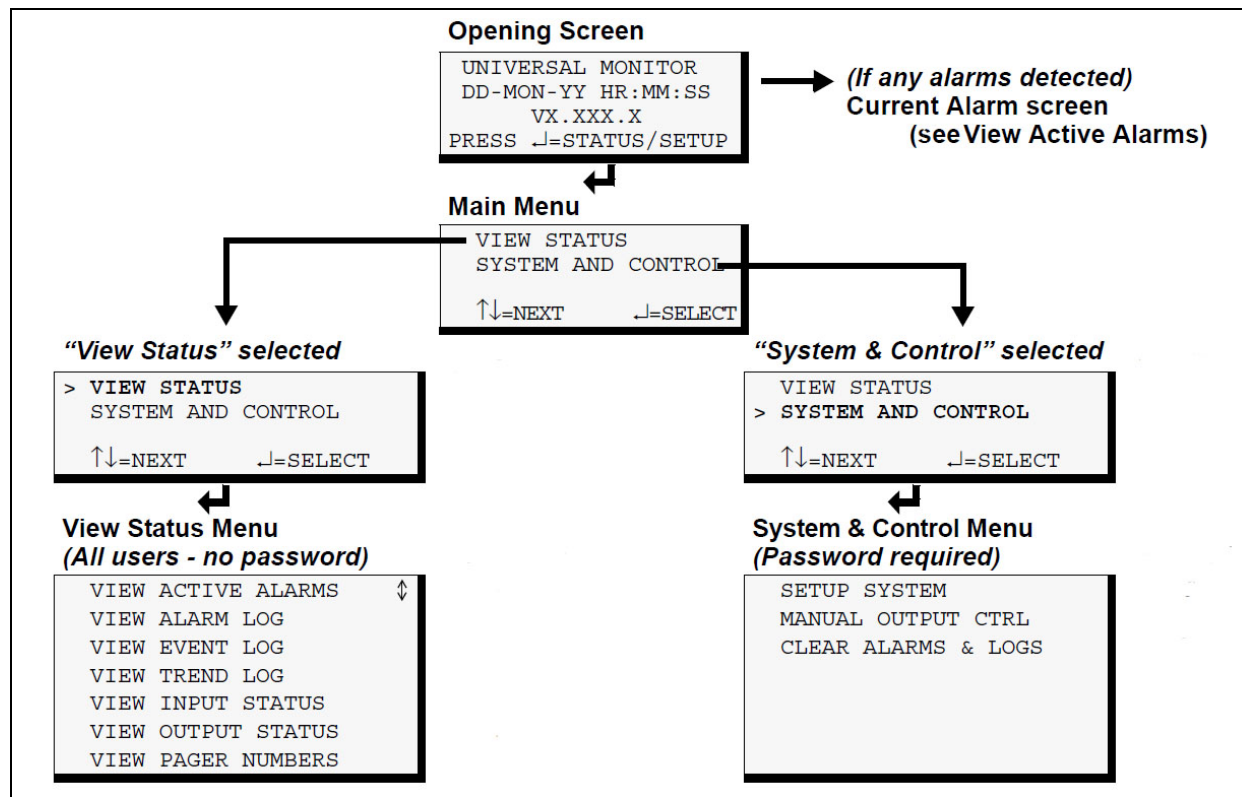 Opening Screen
UNIVERSAL MONITOR
DD-MON-YY HR:MM:SS
VX.XXX.X
PRESS ↵=STATUS/SETUP
(If any alarms detected)
Current Alarm screen
(see View Active Alarms)
Main Menu
VIEW STATUS
SYSTEM AND CONTROL
↑↓=NEXT ↵=SELECT
“View Status” selected
> VIEW STATUS
SYSTEM AND CONTROL
↑↓=NEXT ↵=SELECT
“System & Control” selected
VIEW STATUS
> SYSTEM AND CONTROL
↑↓=NEXT ↵=SELECT
View Status Menu
(All users - no password)
VIEW ACTIVE ALARMS ↕
VIEW ALARM LOG
VIEW EVENT LOG
VIEW TREND LOG
VIEW INPUT STATUS
VIEW OUTPUT STATUS
VIEW PAGER NUMBERS
System & Control Menu
(Password required)
SETUP SYSTEM
MANUAL OUTPUT CTRL
CLEAR ALARMS & LOGS